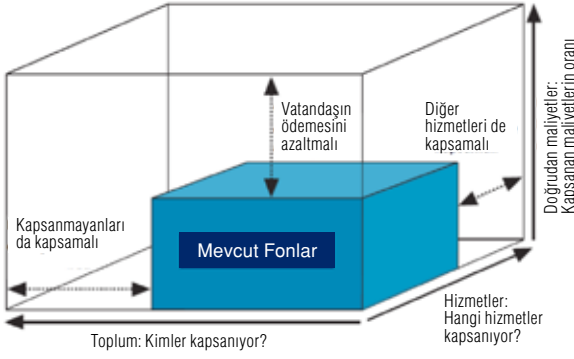 Vatandaşın
ödemesini
azaltmalı
Diğer
hizmetleri de
kapsamalı
Doğrudan maliyetler:
Kapsanan maliyetlerin oranı
Kapsanmayanları
da kapsamalı
Mevcut Fonlar
Hizmetler:
Hangi hizmetler
kapsanıyor?
Toplum: Kimler kapsanıyor?